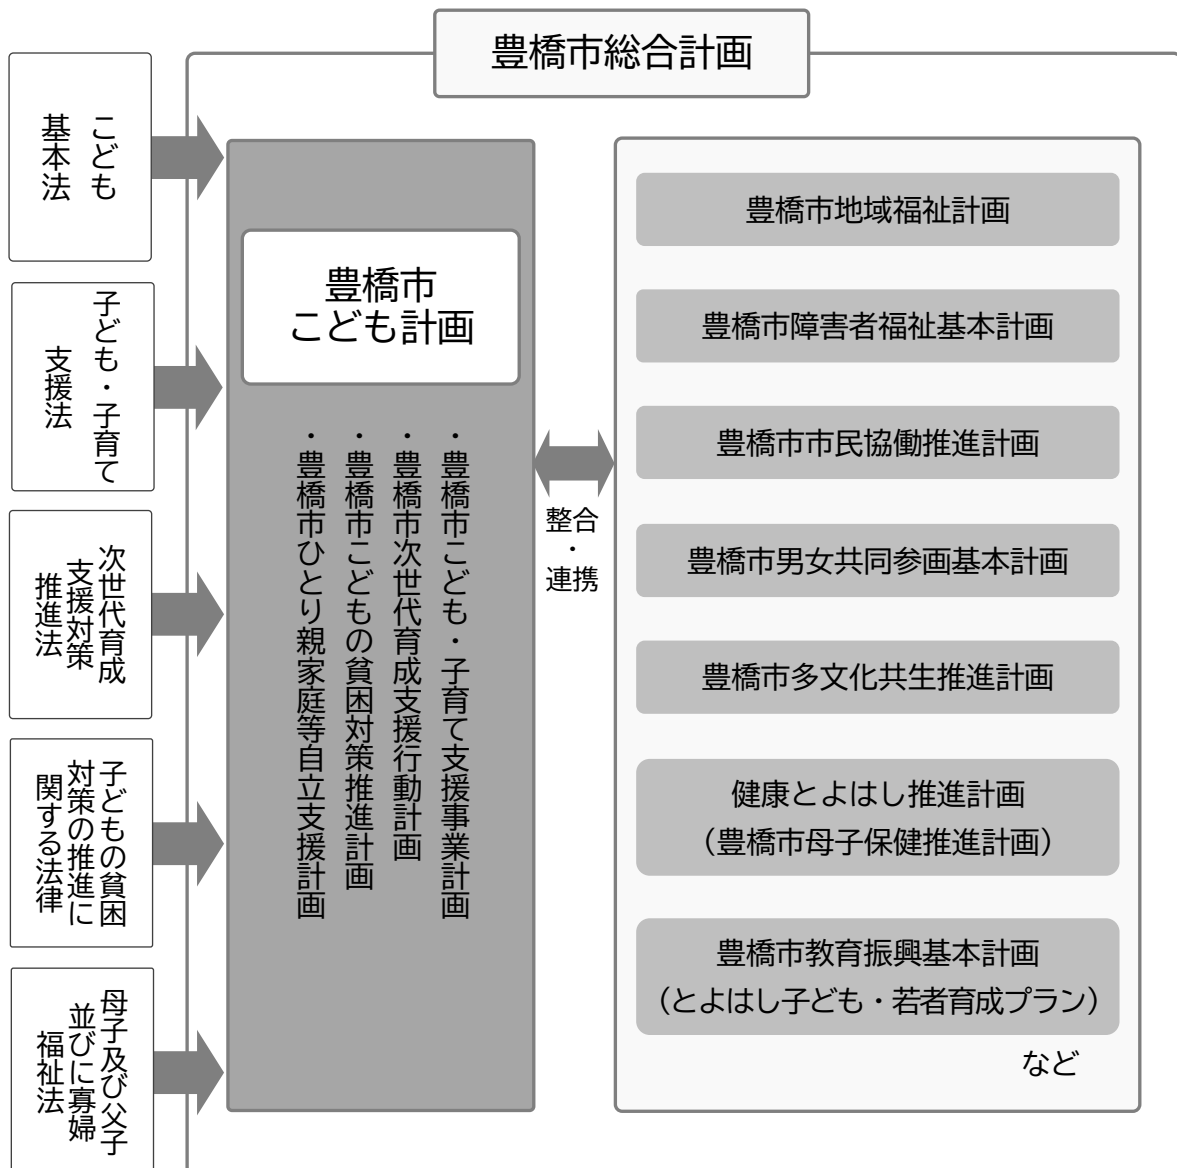 豊橋市総合計画
こども
基本法
子ども・子育て
支援法
次世代育成
支援対策
推進法
子どもの貧困
対策の推進に
関する法律
母子及び父子
並びに寡婦
福祉法
豊橋市
こども計画
・豊橋市こども・子育て支援事業計画
・豊橋市次世代育成支援行動計画
・豊橋市こどもの貧困対策推進計画
・豊橋市ひとり親家庭等自立支援計画
整合
・
連携
豊橋市地域福祉計画
豊橋市障害者福祉基本計画
豊橋市市民協働推進計画
豊橋市男女共同参画基本計画
豊橋市多文化共生推進計画
健康とよはし推進計画
（豊橋市母子保健推進計画）
豊橋市教育振興基本計画
（とよはし子ども・若者育成プラン）
など